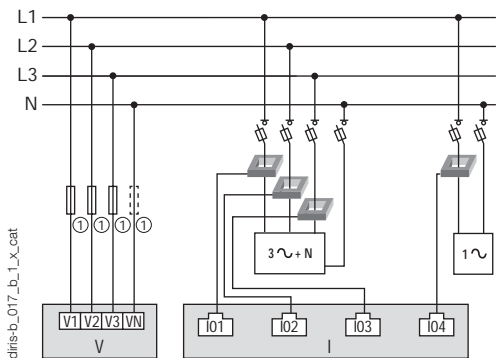 L1
L2
L3
N
1 1 1 1
3 ∿ + N
1 ∿
V1 V2 V3 VN
V
I01 I02 I03 I04
I
diris-b_017_b_1_x_cat